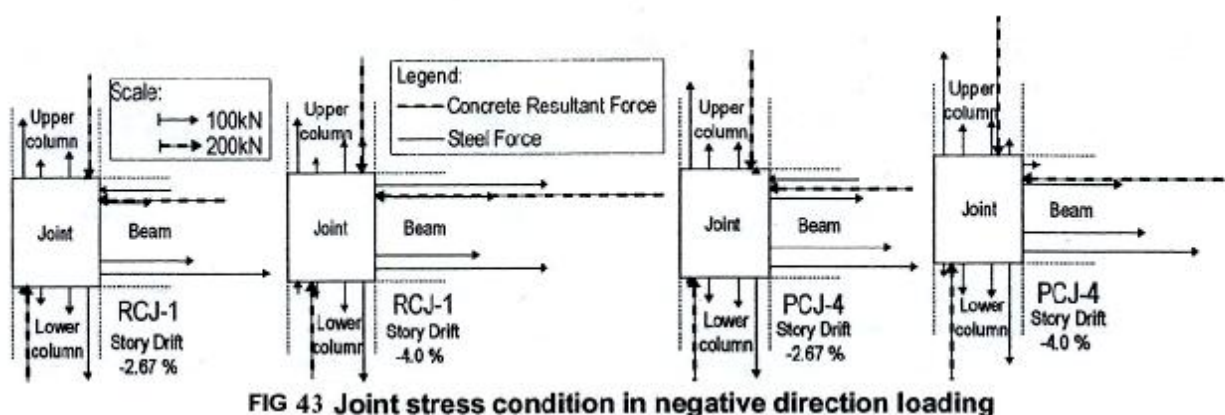 Scale:
100kN
200kN
Legend:
Concrete Resultant Force
Steel Force
Upper
column
Joint
Beam
Lower
column
RCJ-1
Story Drift
-2.67 %
Upper
column
Joint
Beam
Lower
column
RCJ-1
Story Drift
-4.0 %
Upper
column
Joint
Beam
Lower
column
PCJ-4
Story Drift
-2.67 %
Upper
column
Joint
Beam
Lower
column
PCJ-4
Story Drift
-4.0 %
FIG 43 Joint stress condition in negative direction loading